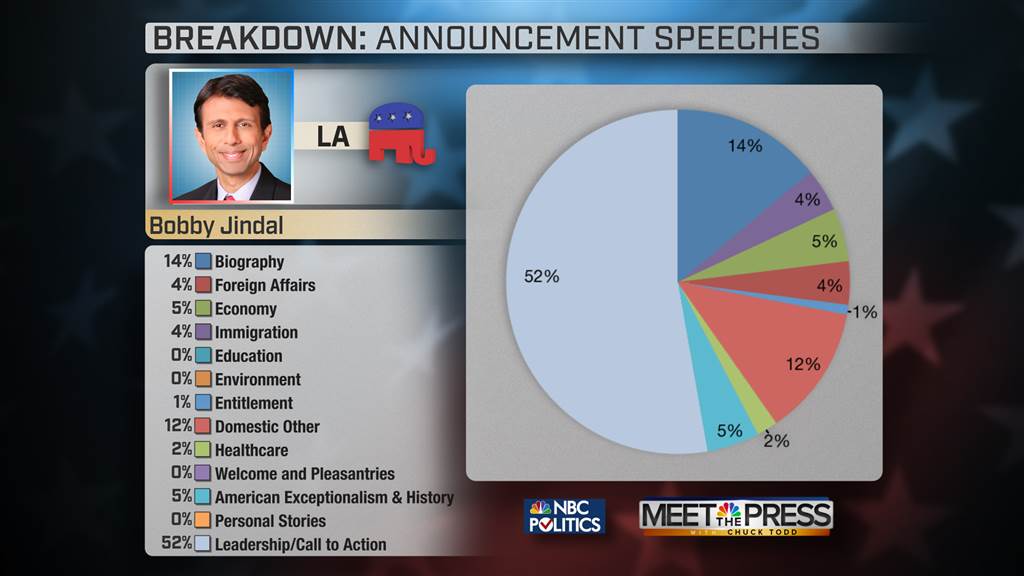 BREAKDOWN: ANNOUNCEMENT SPEECHES
LA
Bobby Jindal
14% Biography
4% Foreign Affairs
5% Economy
4% Immigration
0% Education
0% Environment
1% Entitlement
12% Domestic Other
2% Healthcare
0% Welcome and Pleasantries
5% American Exceptionalism & History
0% Personal Stories
52% Leadership/Call to Action
14%
4%
5%
4%
1%
12%
2%
5%
52%
NBC
POLITICS
MEET THE PRESS
WITH CHUCK TODD